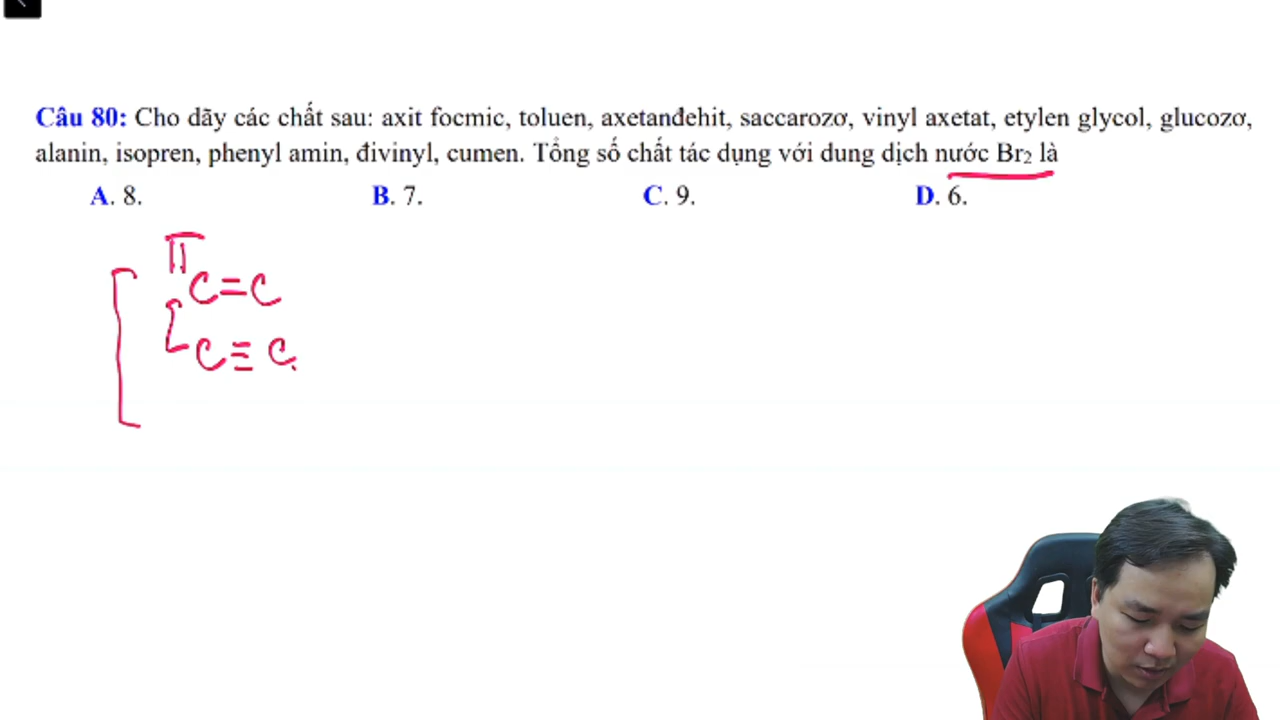 Câu 80: Cho dãy các chất sau: axit focmic, toluen, axetanđehit, saccarozơ, vinyl axetat, etylen glycol, glucozơ,
alanin, isopren, phenyl amin, đivinyl, cumen. Tổng số chất tác dụng với dung dịch nước Br₂ là
A. 8. B. 7. C. 9. D. 6.
π
C=C
C≡C